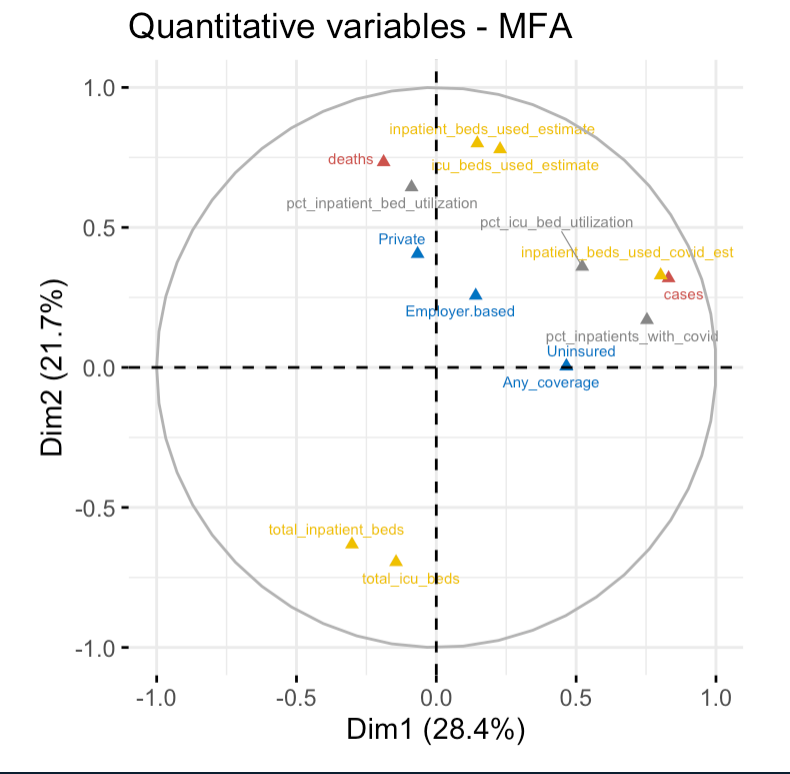 Quantitative variables - MFA
1.0
inpatient_beds_used_estimate
deaths
icu_beds_used_estimate
pct_inpatient_bed_utilization
0.5
pct_icu_bed_utilization
Private
inpatient_beds_used_covid_est
cases
Employer.based
pct_inpatients_with_covid
Uninsured
0.0
Any_coverage
Dim2 (21.7%)
-0.5
total_inpatient_beds
total_icu_beds
-1.0
-1.0 -0.5 0.0 0.5 1.0
Dim1 (28.4%)